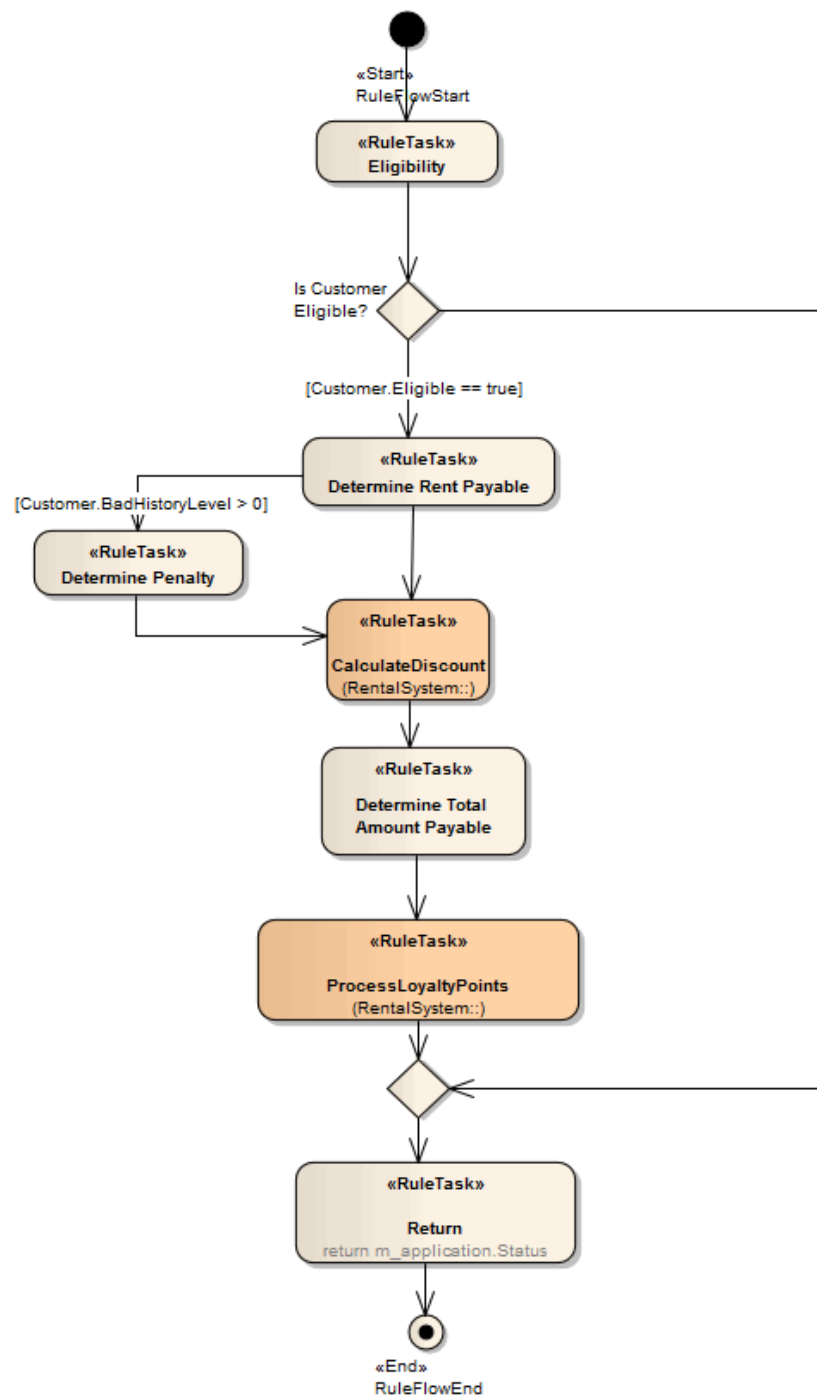 «Start»
RuleFlowStart
«RuleTask»
Eligibility
Is Customer
Eligible?
[Customer.Eligible == true]
«RuleTask»
Determine Rent Payable
[Customer.BadHistoryLevel > 0]
«RuleTask»
Determine Penalty
«RuleTask»
CalculateDiscount
(RentalSystem::)
«RuleTask»
Determine Total
Amount Payable
«RuleTask»
ProcessLoyaltyPoints
(RentalSystem::)
«RuleTask»
Return
return m_application.Status
«End»
RuleFlowEnd